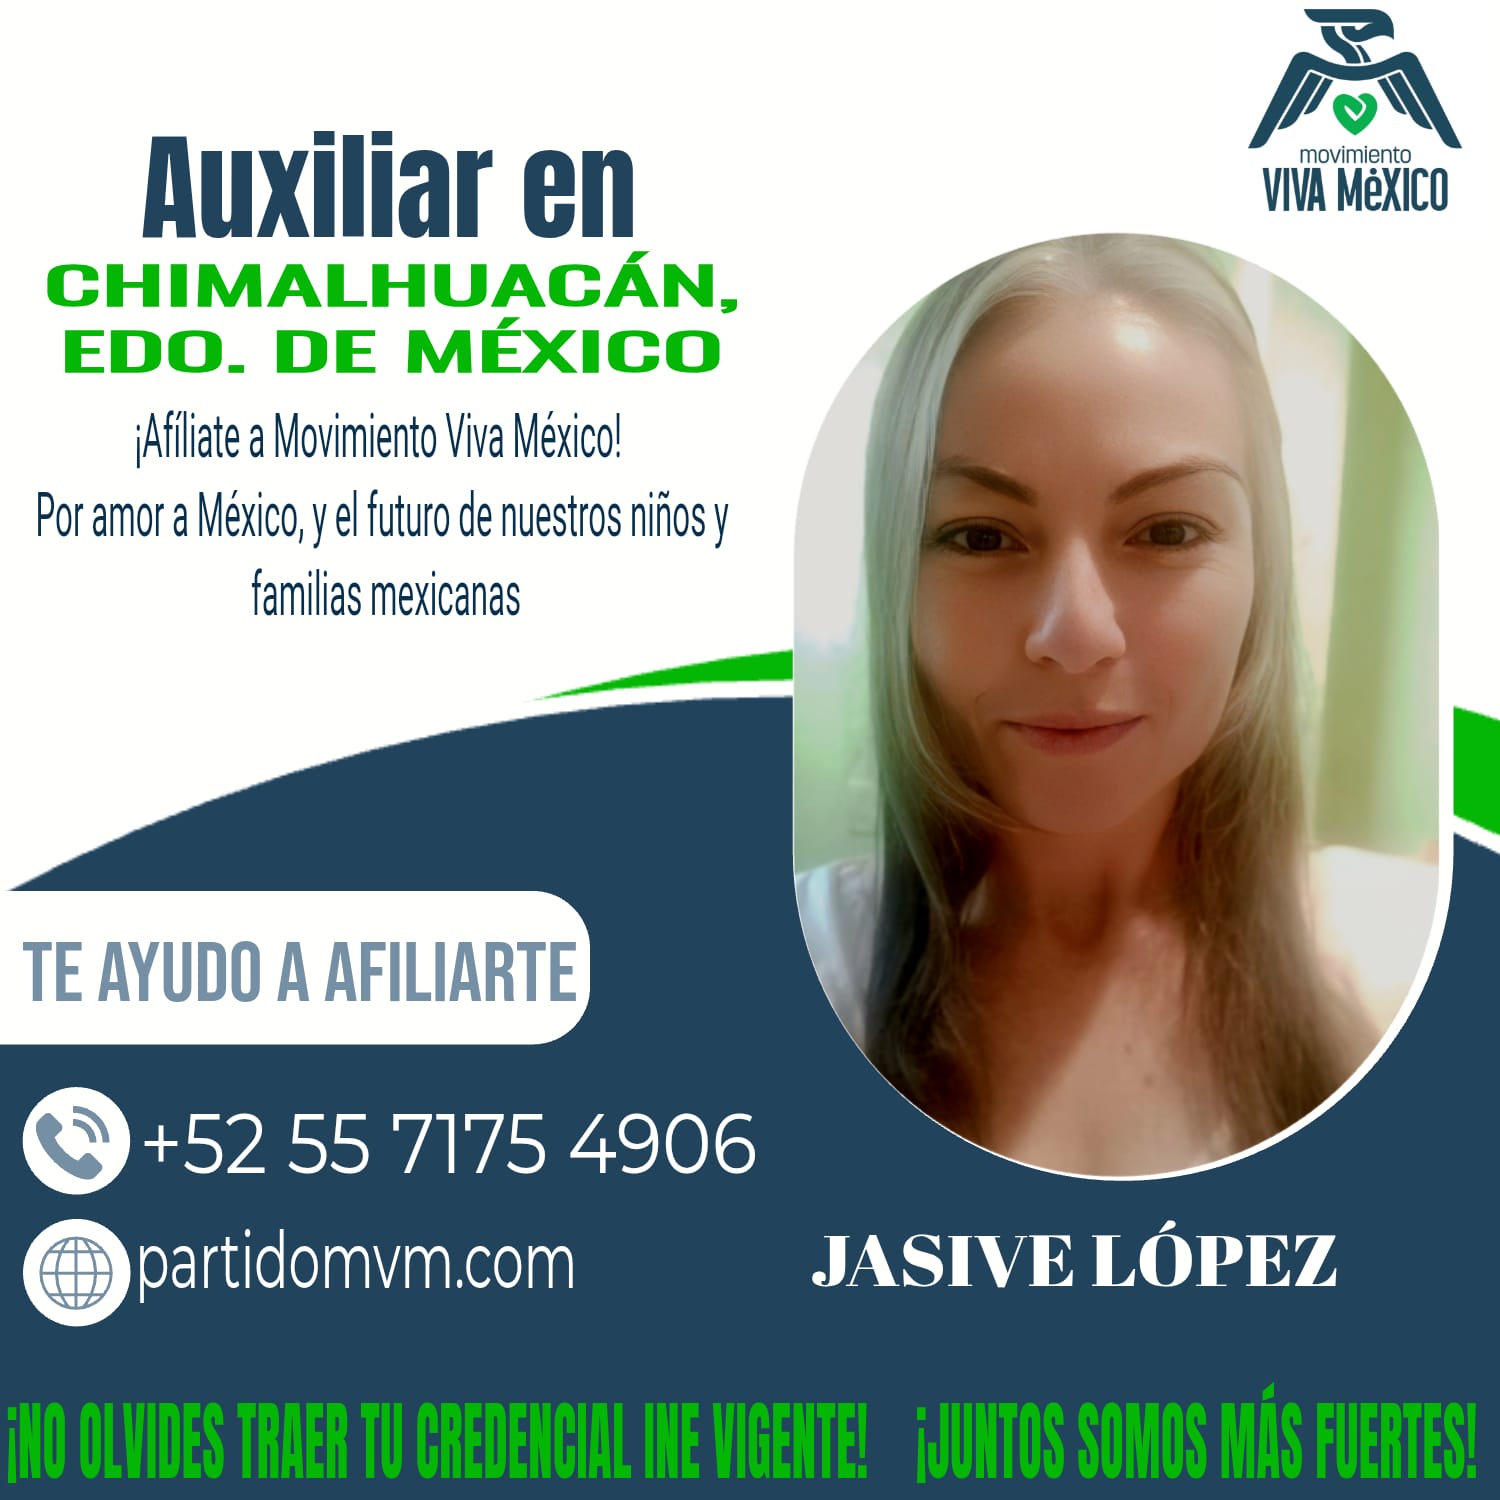 movimiento
VIVA MéXICO
Auxiliar en
CHIMALHUACÁN,
EDO. DE MÉXICO
¡Afíliate a Movimiento Viva México!
Por amor a México, y el futuro de nuestros niños y
familias mexicanas
TE AYUDO A AFILIARTE
+52 55 7175 4906
partidomvm.com
JASIVE LÓPEZ
¡NO OLVIDES TRAER TU CREDENCIAL INE VIGENTE! ¡JUNTOS SOMOS MÁS FUERTES!